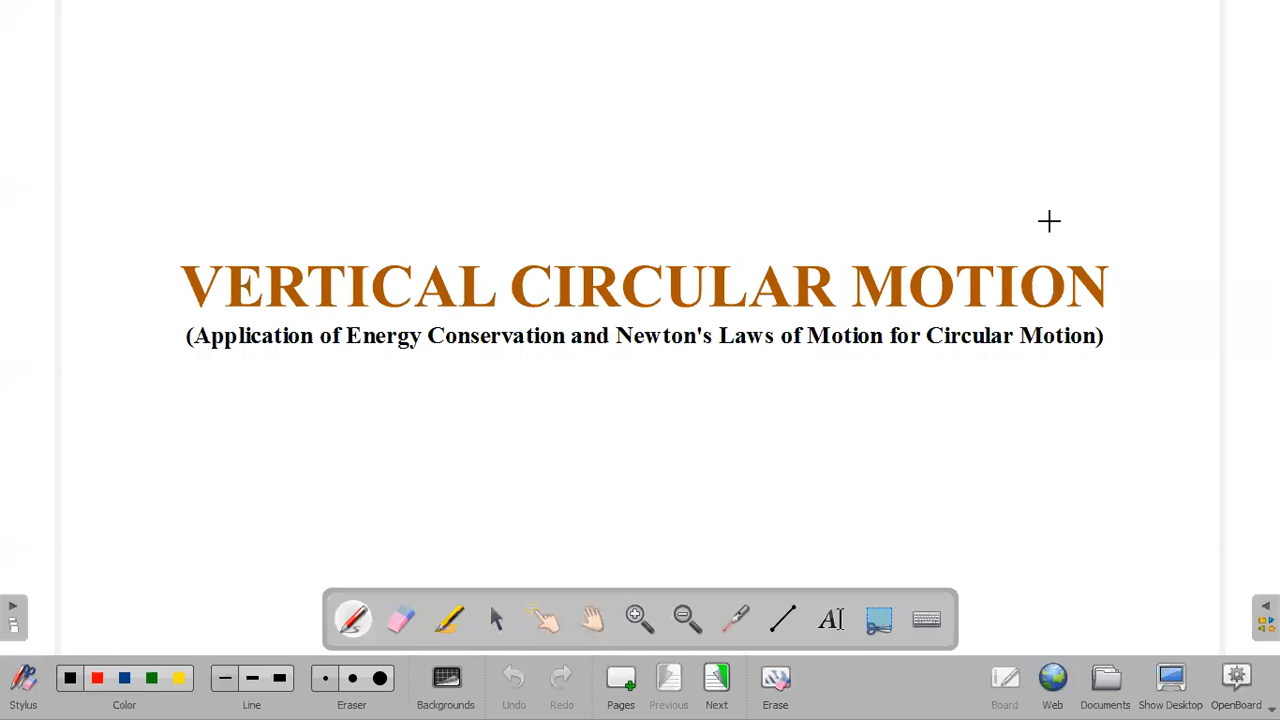 VERTICAL CIRCULAR MOTION
(Application of Energy Conservation and Newton's Laws of Motion for Circular Motion)
Stylus Color Line Eraser Backgrounds Undo Redo Pages Previous Next Erase Board Web Documents Show Desktop OpenBoard